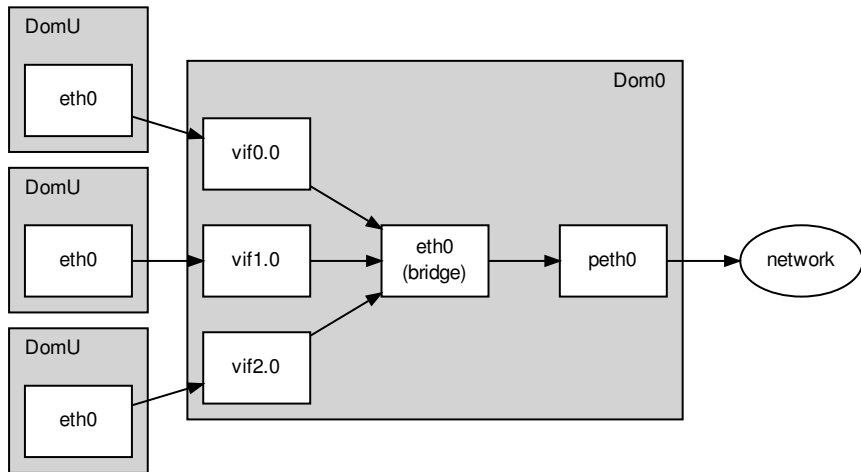 DomU
eth0
DomU
eth0
DomU
eth0
Dom0
vif0.0
vif1.0
vif2.0
eth0
(bridge)
peth0
network